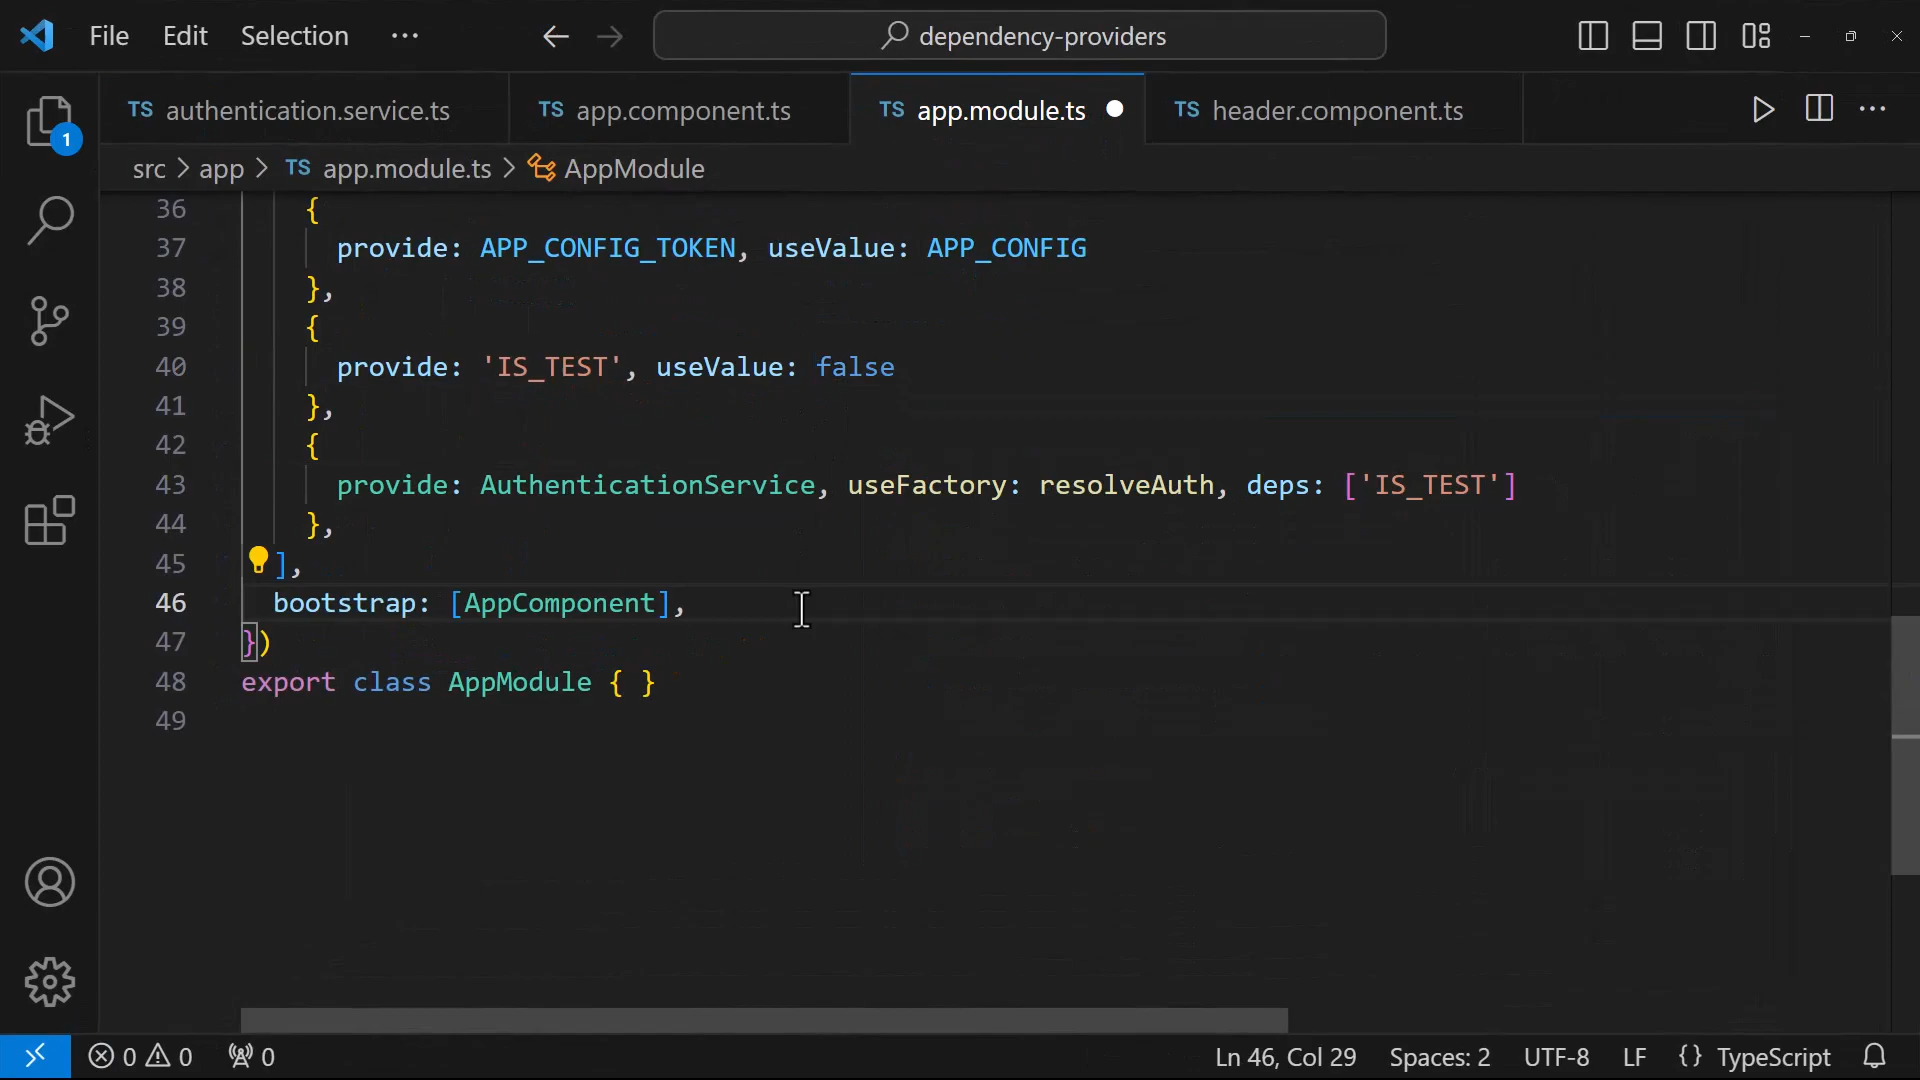 File Edit Selection ··· dependency-providers
TS authentication.service.ts TS app.component.ts TS app.module.ts TS header.component.ts ···
src > app > TS app.module.ts > AppModule
36 {
37 provide: APP_CONFIG_TOKEN, useValue: APP_CONFIG
38 },
39 {
40 provide: 'IS_TEST', useValue: false
41 },
42 {
43 provide: AuthenticationService, useFactory: resolveAuth, deps: ['IS_TEST']
44 },
45 ],
46 bootstrap: [AppComponent],
47 })
48 export class AppModule { }
49
1
0 0 0 Ln 46, Col 29 Spaces: 2 UTF-8 LF {} TypeScript